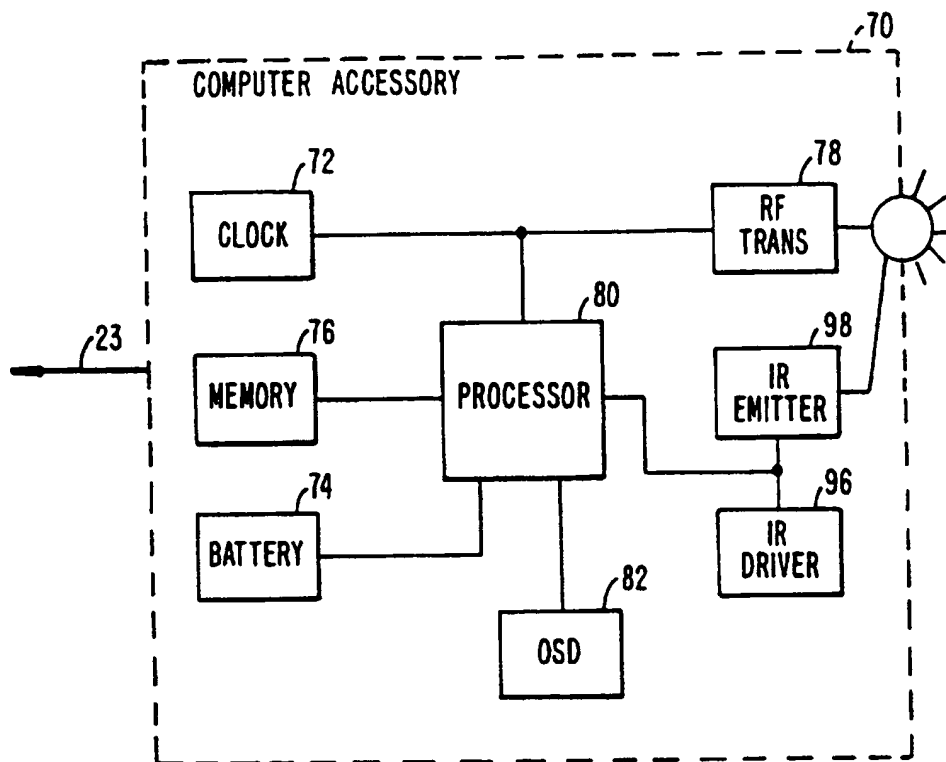 70
COMPUTER ACCESSORY
72
CLOCK
78
RF
TRANS
80
PROCESSOR
23
76
MEMORY
98
IR
EMITTER
74
BATTERY
96
IR
DRIVER
82
OSD